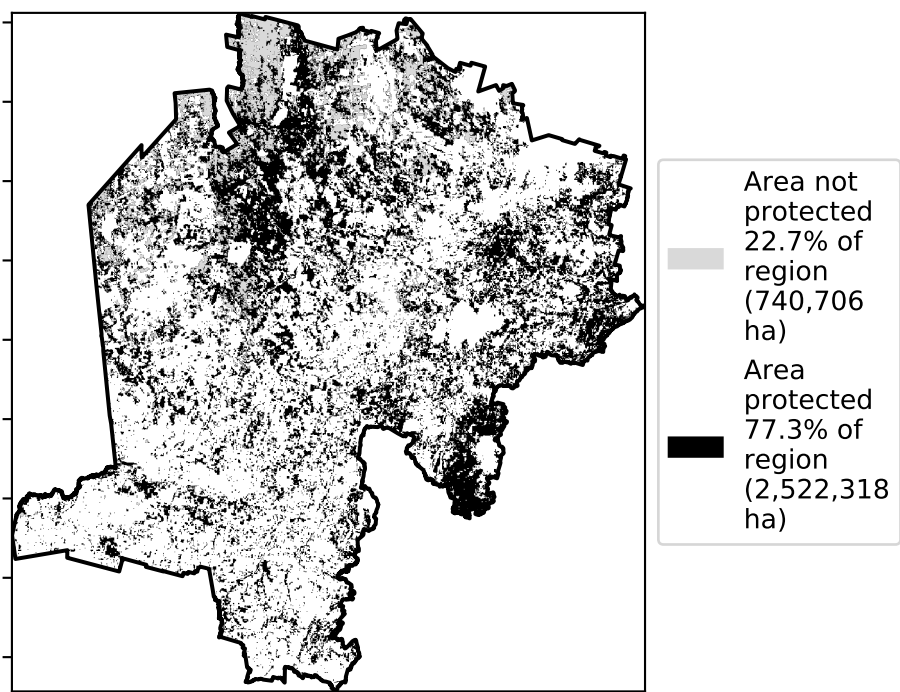 Area not
protected
22.7% of
region
(740,706
ha)
Area
protected
77.3% of
region
(2,522,318
ha)